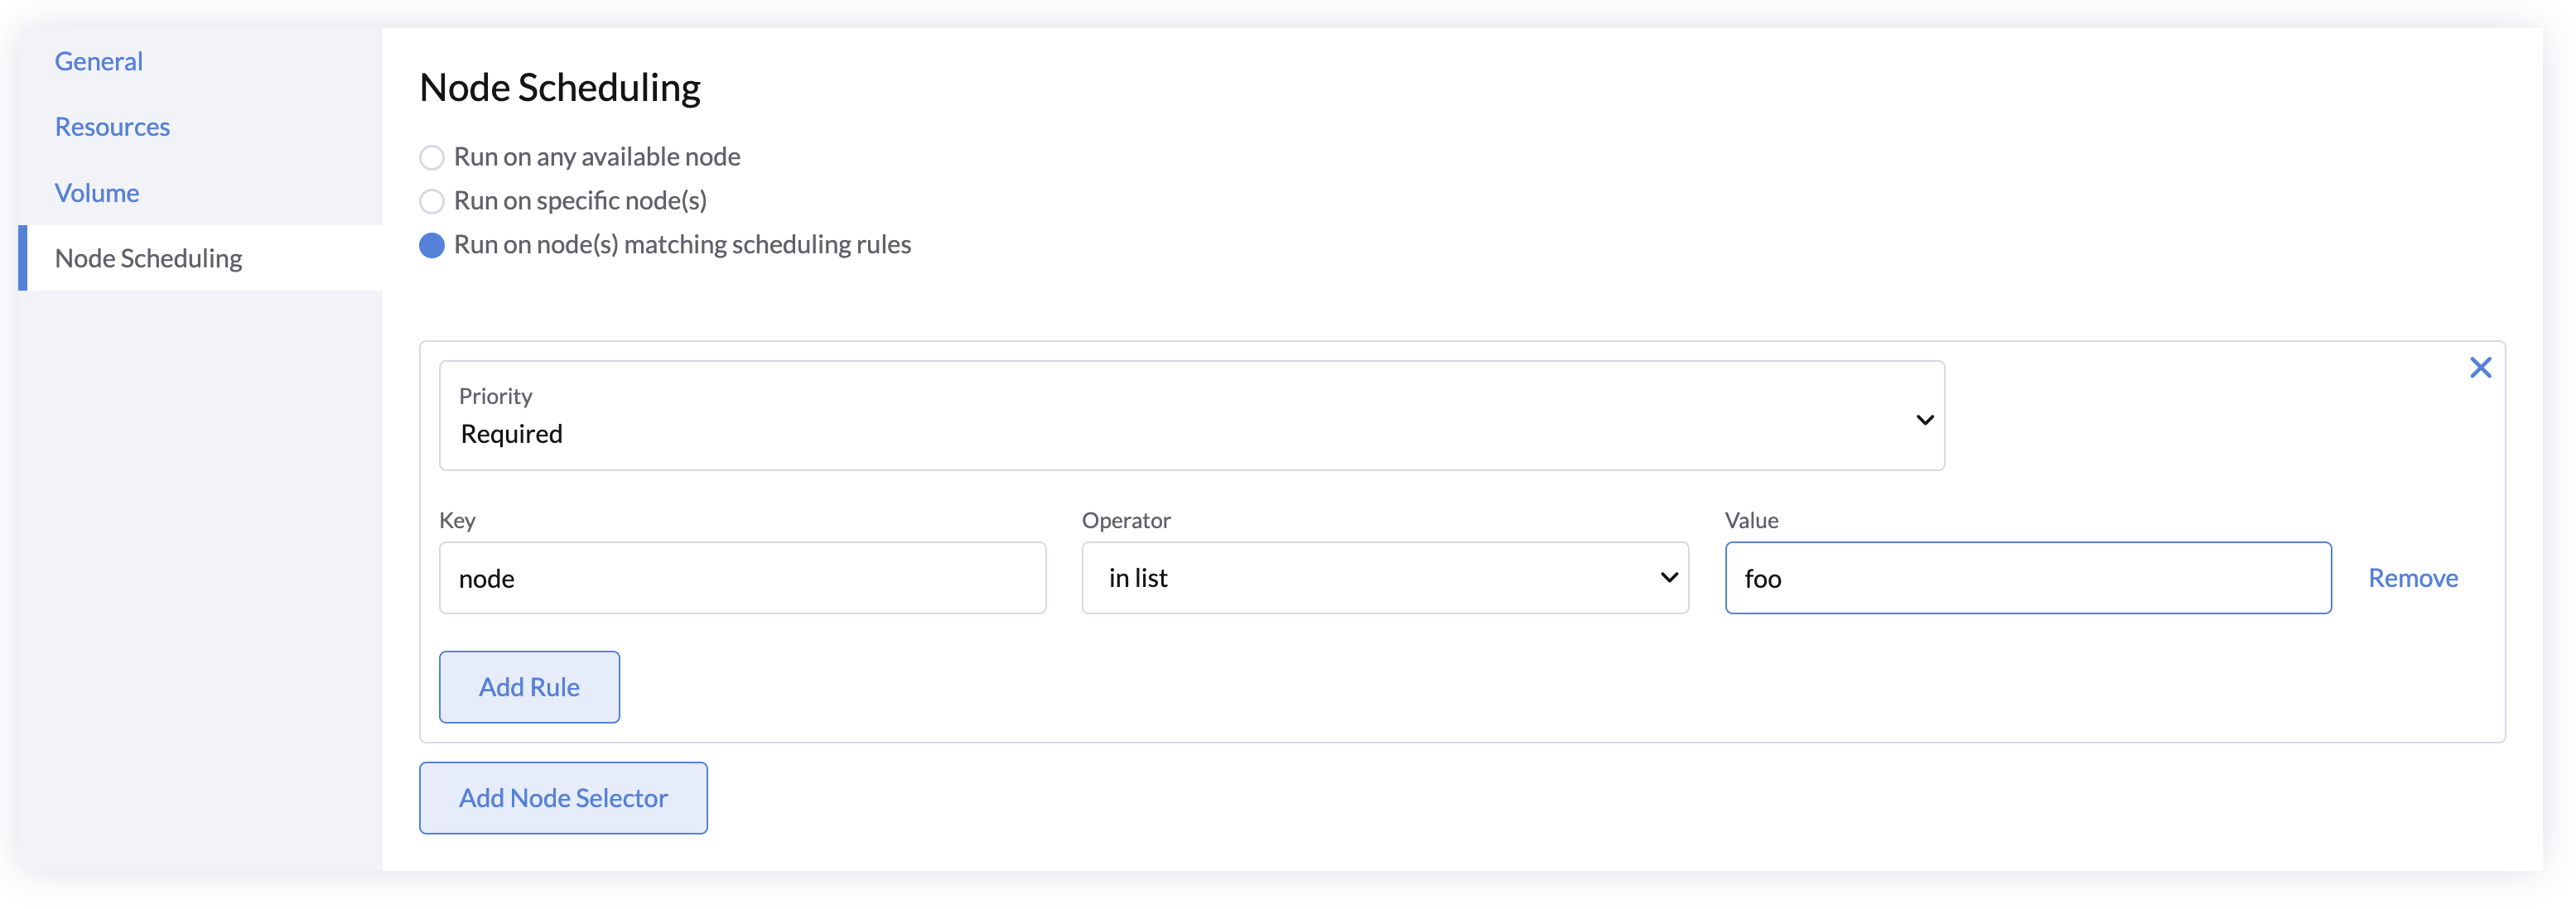 General
Resources
Volume
Node Scheduling
Node Scheduling
Run on any available node
Run on specific node(s)
Run on node(s) matching scheduling rules
Priority
Required
Key
Operator
Value
node
in list
foo
Remove
Add Rule
Add Node Selector